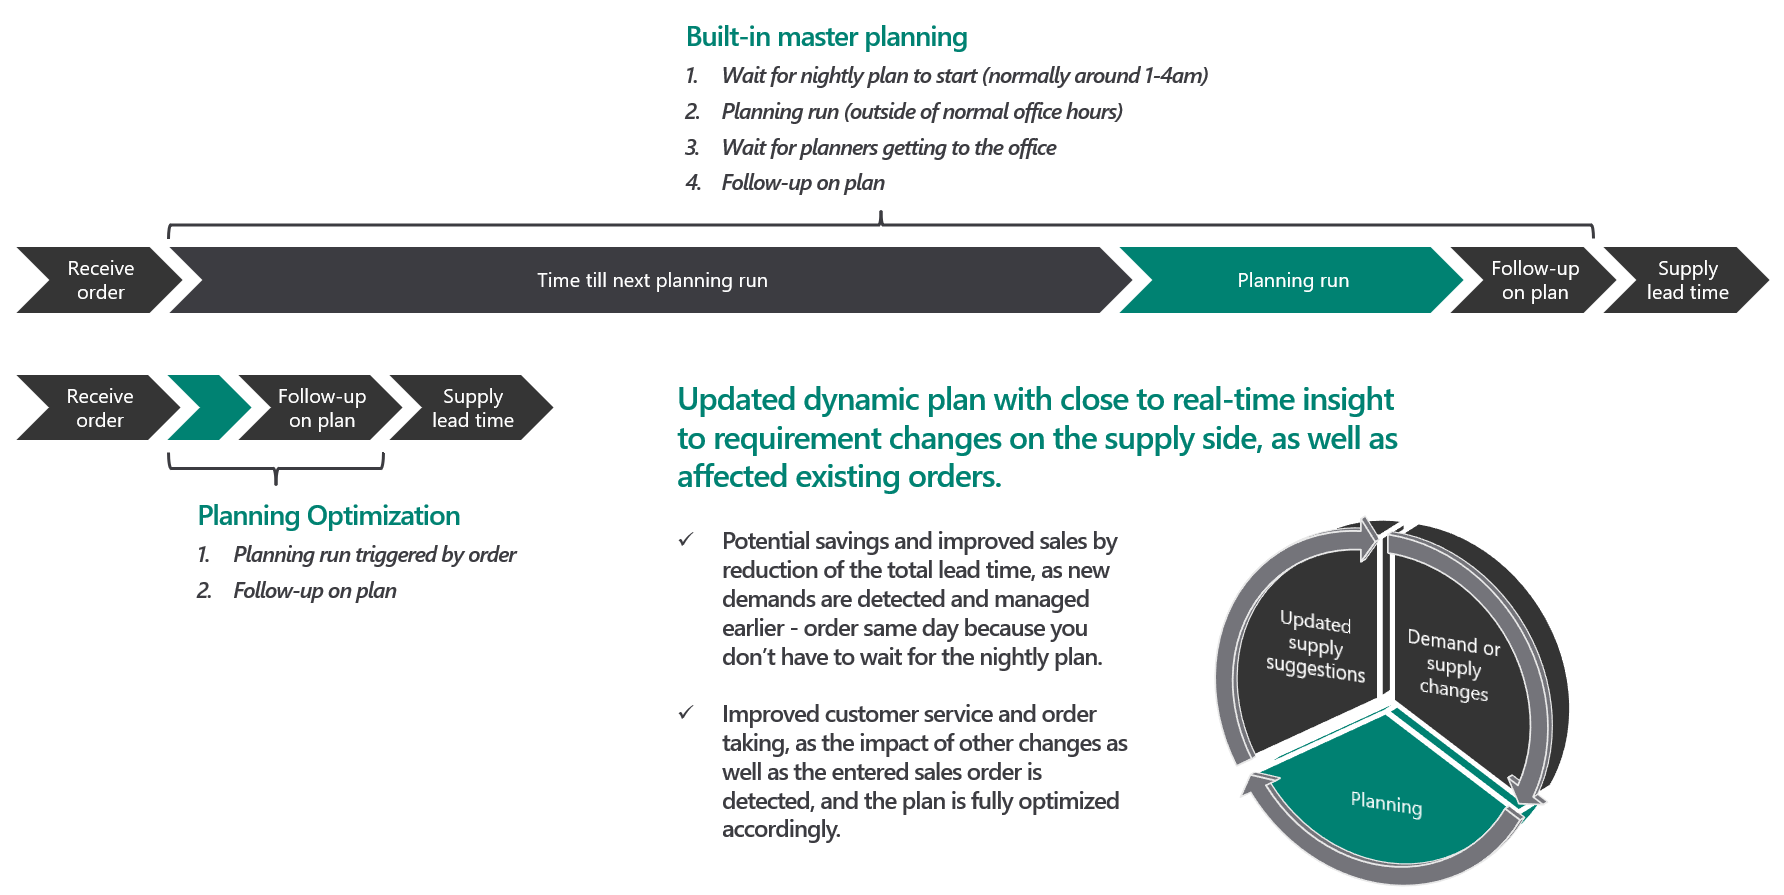 Built-in master planning
1. Wait for nightly plan to start (normally around 1-4am)
2. Planning run (outside of normal office hours)
3. Wait for planners getting to the office
4. Follow-up on plan
Receive
order
Time till next planning run
Planning run
Follow-up
on plan
Supply
lead time
Receive
order
Follow-up
on plan
Supply
lead time
Planning Optimization
1. Planning run triggered by order
2. Follow-up on plan
Updated dynamic plan with close to real-time insight
to requirement changes on the supply side, as well as
affected existing orders.
✓ Potential savings and improved sales by
reduction of the total lead time, as new
demands are detected and managed
earlier - order same day because you
don’t have to wait for the nightly plan.
✓ Improved customer service and order
taking, as the impact of other changes as
well as the entered sales order is
detected, and the plan is fully optimized
accordingly.
Updated
supply
suggestions
Demand or
supply
changes
Planning